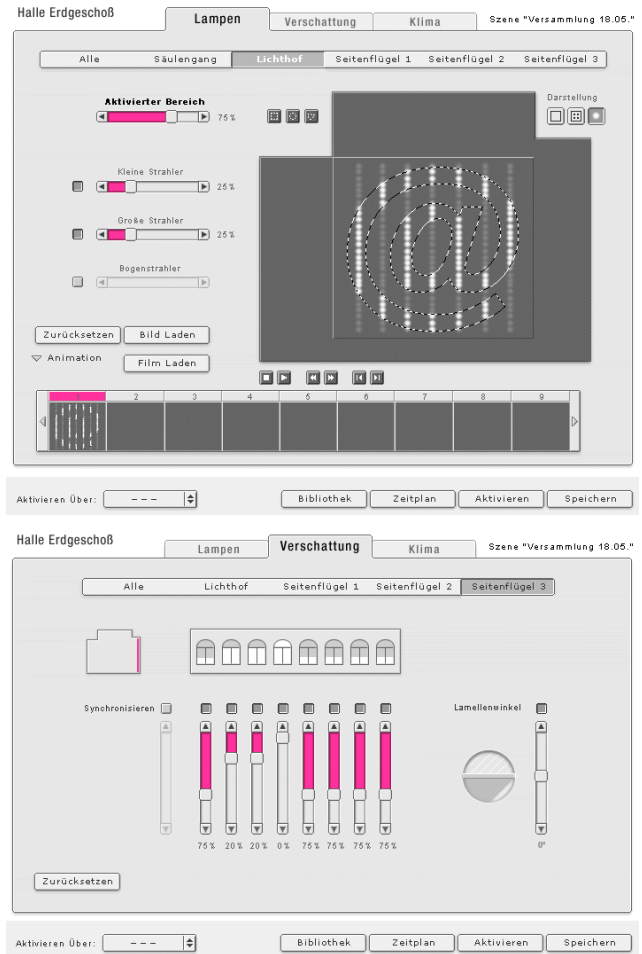 Halle Erdgeschoß
Lampen Verschattung Klima
Szene "Versammlung 18.05."
Alle Säulengang Lichthof Seitenflügel 1 Seitenflügel 2 Seitenflügel 3
Aktivierter Bereich
75%
Darstellung
Kleine Strahler
25%
Große Strahler
25%
Bogenstrahler
Zurücksetzen Bild Laden
Animation
Film Laden
1 2 3 4 5 6 7 8 9
Aktivieren Über: ---
Bibliothek Zeitplan Aktivieren Speichern
Halle Erdgeschoß
Lampen Verschattung Klima
Szene "Versammlung 18.05."
Alle Lichthof Seitenflügel 1 Seitenflügel 2 Seitenflügel 3
Synchronisieren
Lamellenwinkel
75% 20% 20% 0% 75% 75% 75% 75%
0°
Zurücksetzen
Aktivieren Über: ---
Bibliothek Zeitplan Aktivieren Speichern